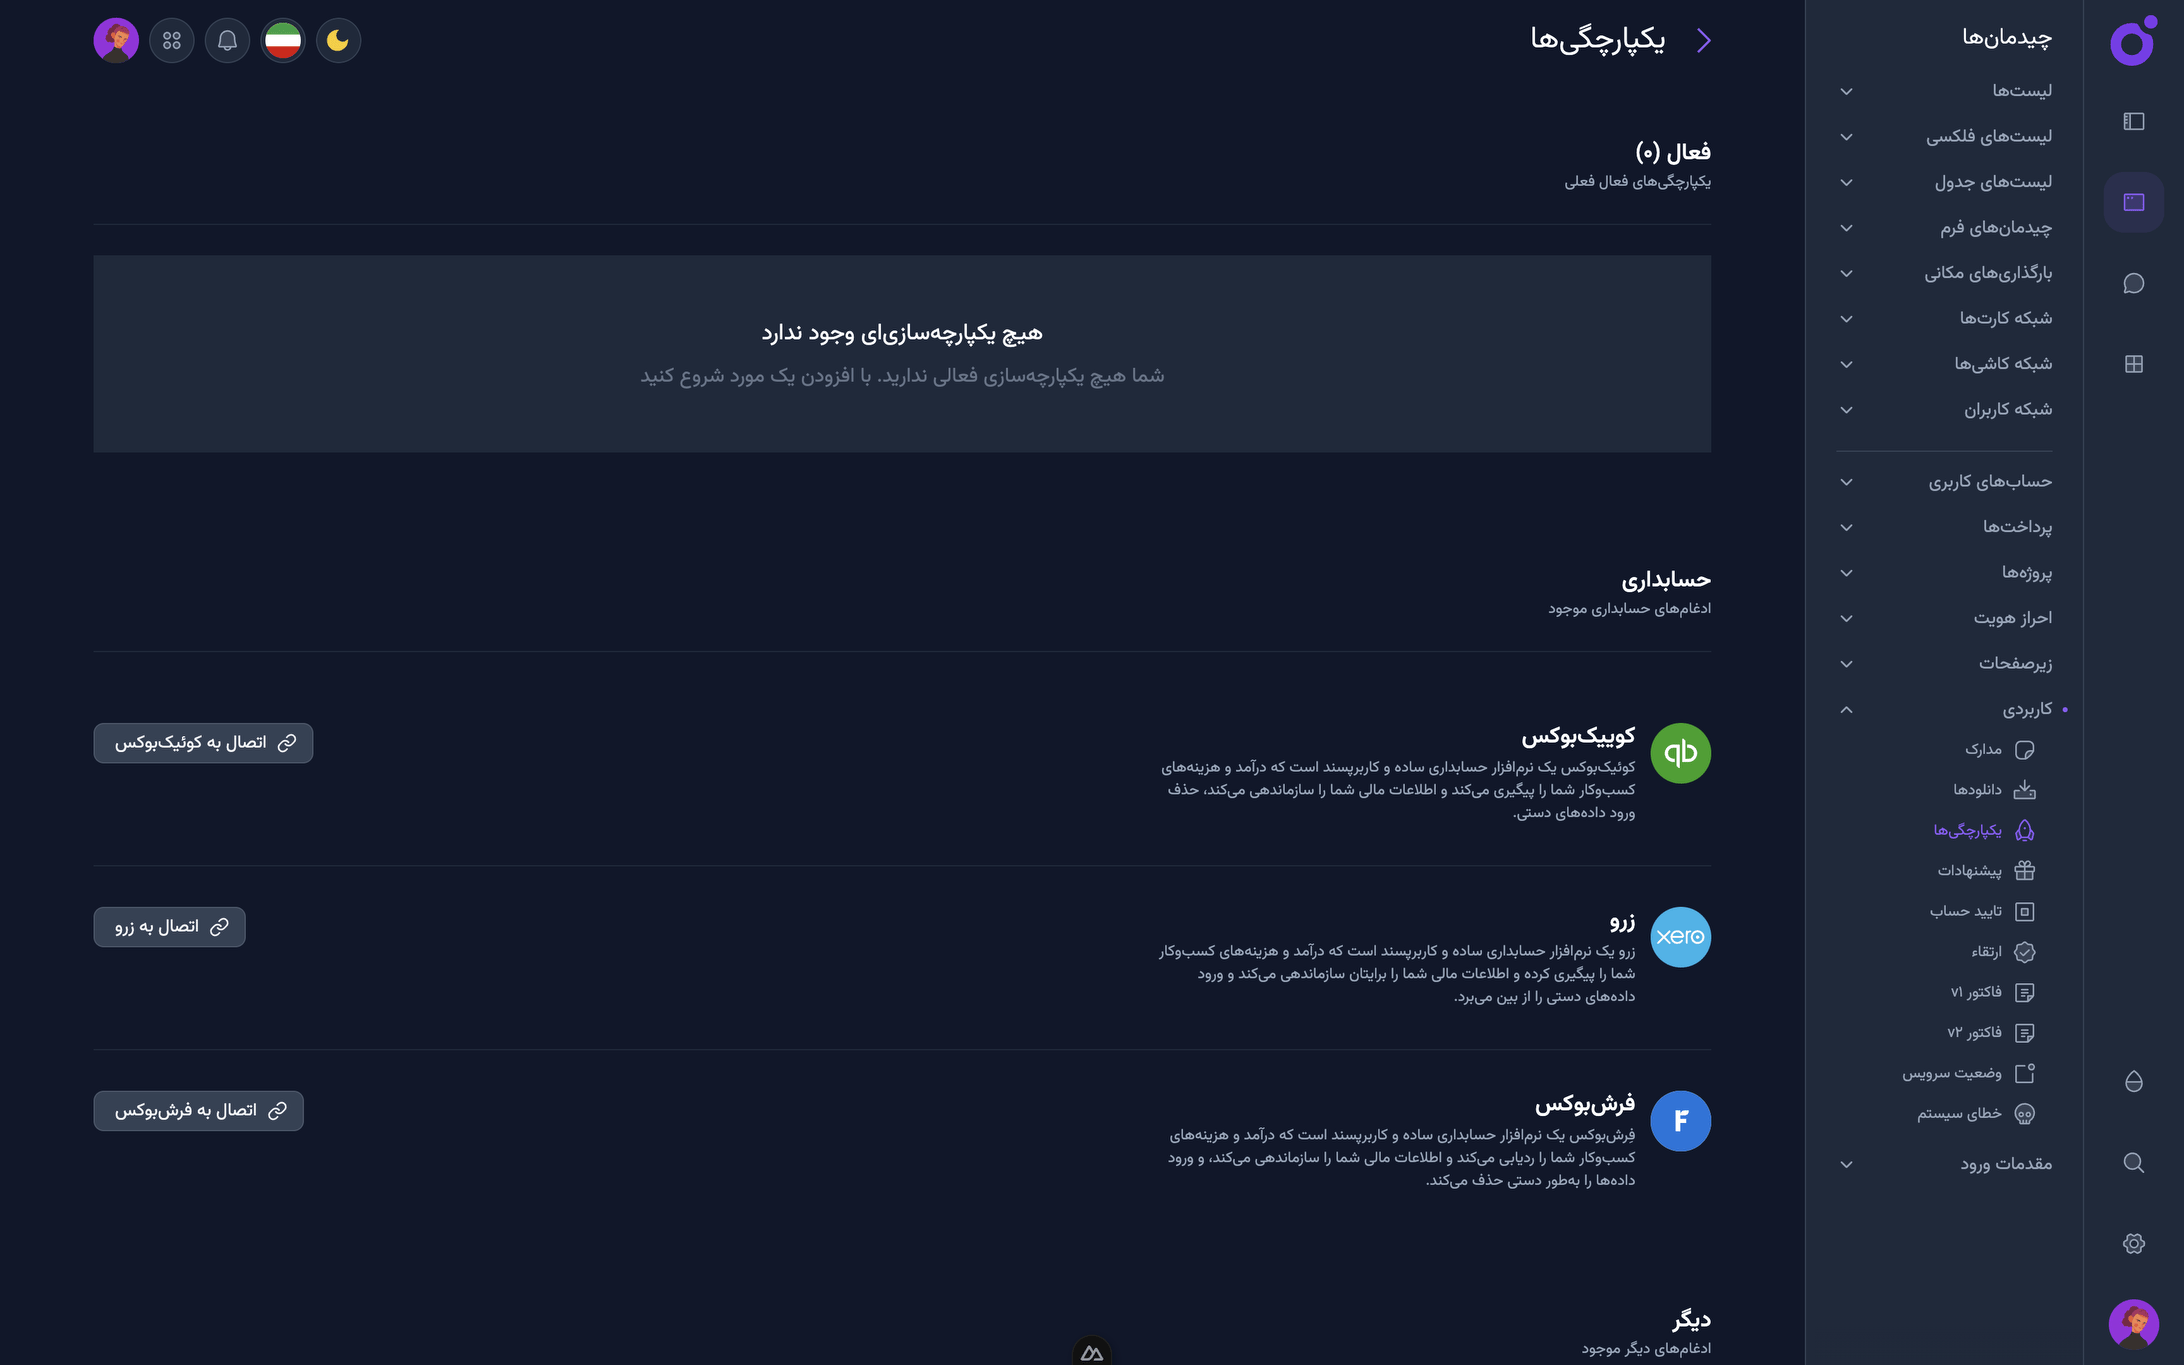 چیدمان‌ها
لیست‌ها
لیست‌های فلکسی
لیست‌های جدول
چیدمان‌های فرم
بارگذاری‌های مکانی
شبکه کارت‌ها
شبکه کاشی‌ها
شبکه کاربران
حساب‌های کاربری
پرداخت‌ها
پروژه‌ها
احراز هویت
زیرصفحات
کاربردی
مدارک
دانلودها
یکپارچگی‌ها
پیشنهادات
تایید حساب
ارتقاء
فاکتور v۱
فاکتور v۲
وضعیت سرویس
خطای سیستم
مقدمات ورود
یکپارچگی‌ها
فعال (۰)
یکپارچگی‌های فعال فعلی
هیچ یکپارچه‌سازی‌ای وجود ندارد
شما هیچ یکپارچه‌سازی فعالی ندارید. با افزودن یک مورد شروع کنید
حسابداری
ادغام‌های حسابداری موجود
qb
کوییک‌بوکس
کوئیک‌بوکس یک نرم‌افزار حسابداری ساده و کاربرپسند است که درآمد و هزینه‌های
کسب‌وکار شما را پیگیری می‌کند و اطلاعات مالی شما را سازماندهی می‌کند، حذف
ورود داده‌های دستی.
اتصال به کوئیک‌بوکس
xero
زرو
زرو یک نرم‌افزار حسابداری ساده و کاربرپسند است که درآمد و هزینه‌های کسب‌وکار
شما را پیگیری کرده و اطلاعات مالی شما را برایتان سازماندهی می‌کند و ورود
داده‌های دستی را از بین می‌برد.
اتصال به زرو
F
فرش‌بوکس
فِرش‌بوکس یک نرم‌افزار حسابداری ساده و کاربرپسند است که درآمد و هزینه‌های
کسب‌وکار شما را ردیابی می‌کند و اطلاعات مالی شما را سازماندهی می‌کند، و ورود
داده‌ها را به‌طور دستی حذف می‌کند.
اتصال به فرش‌بوکس
دیگر
ادغام‌های دیگر موجود